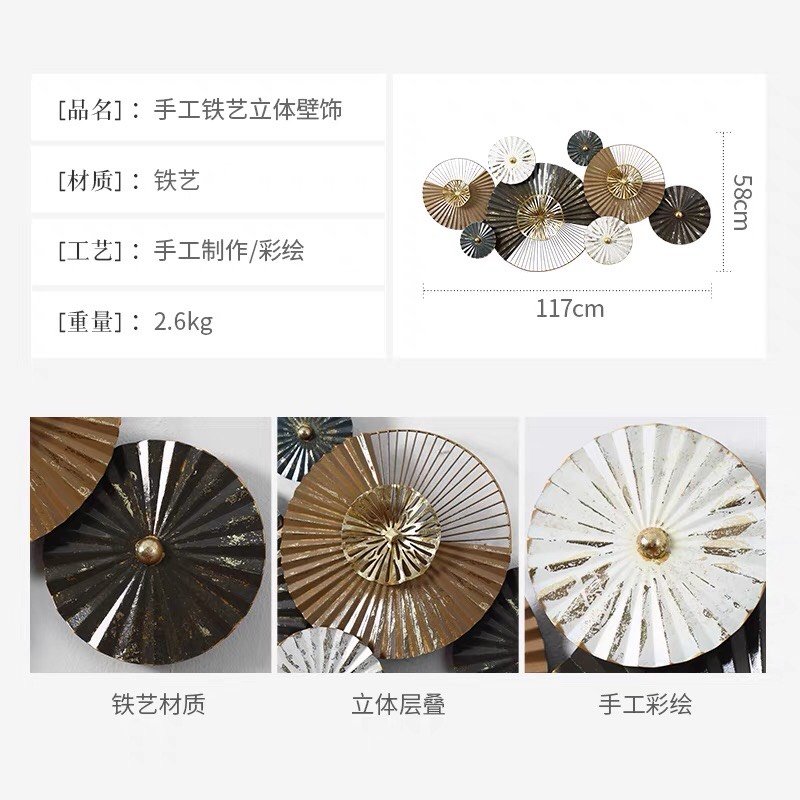 [品名]：手工铁艺立体壁饰
[材质]：铁艺
[工艺]：手工制作/彩绘
[重量]：2.6kg
58cm
117cm
铁艺材质
立体层叠
手工彩绘